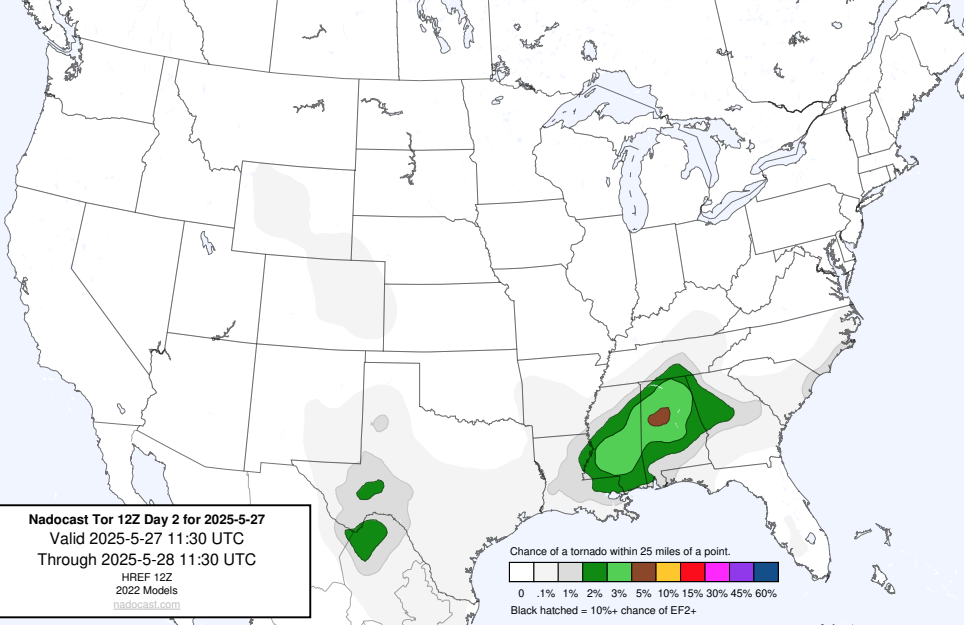 Nadocast Tor 12Z Day 2 for 2025-5-27
Valid 2025-5-27 11:30 UTC
Through 2025-5-28 11:30 UTC
HREF 12Z
2022 Models
nadocast.com
Chance of a tornado within 25 miles of a point.
0 .1% 1% 2% 3% 5% 10% 15% 30% 45% 60%
Black hatched = 10%+ chance of EF2+